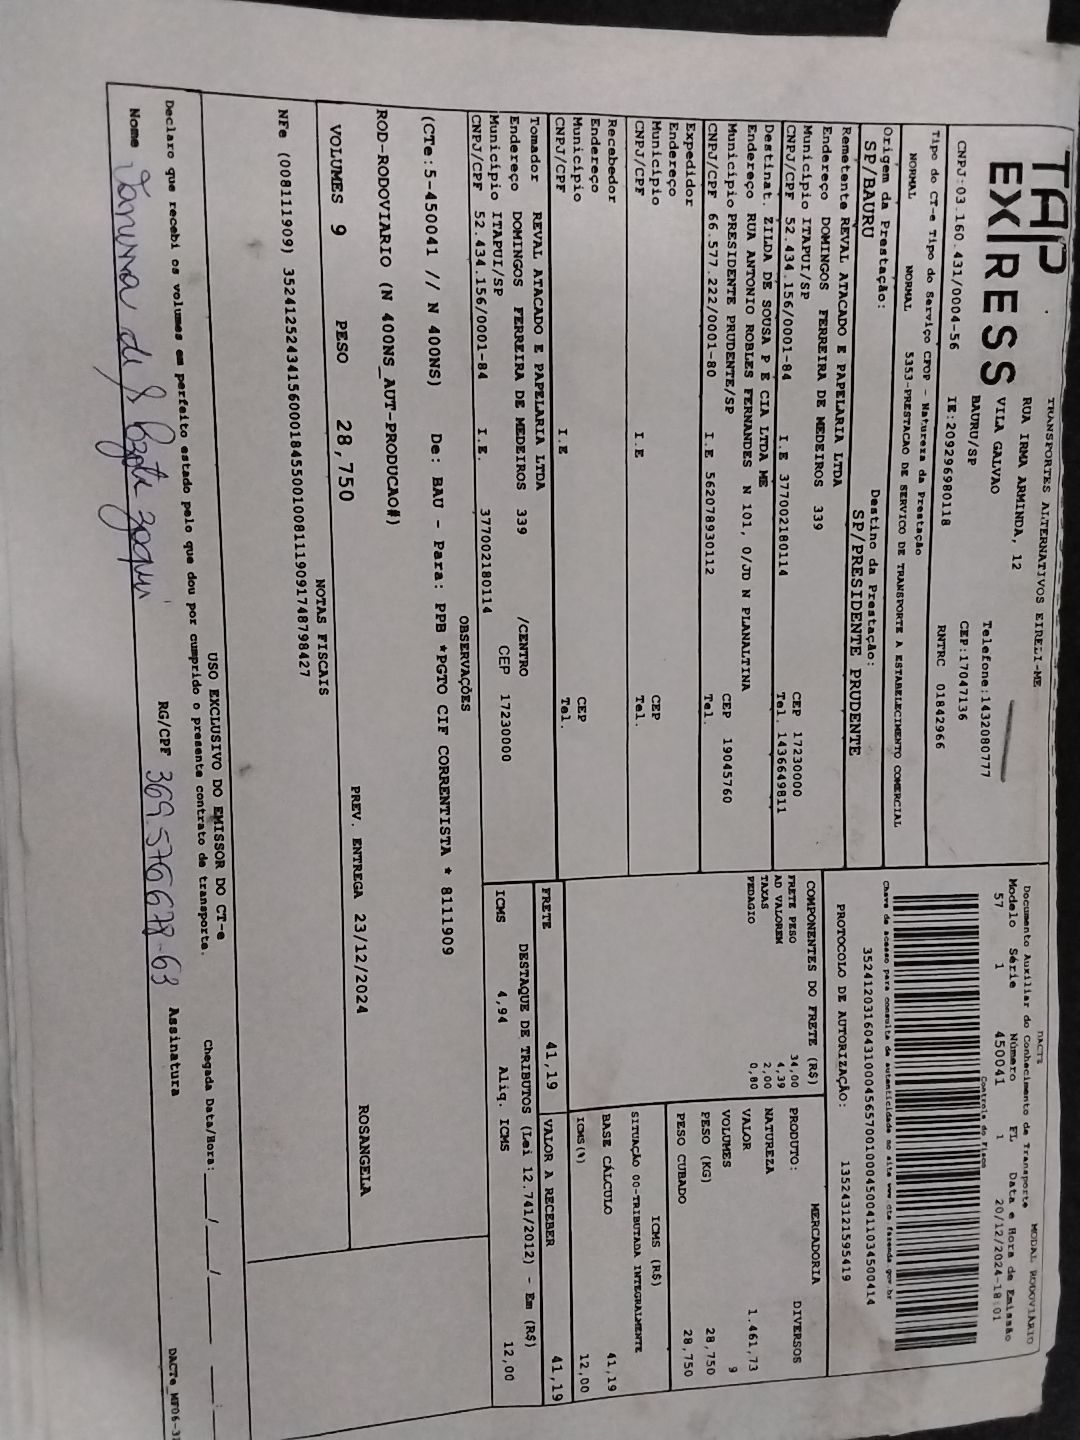 TAP
EXPRESS
TRANSPORTES ALTERNATIVOS EIRELI-ME
RUA IRMA ARMINDA, 12
VILA GALVAO
BAURU/SP
Telefone:1432080777
CEP:17047136
CNPJ:03.160.431/0004-56 IE:209296980118 RNTRC 01842966
Tipo do CT-e Tipo do Serviço CFOP - Natureza da Prestação
NORMAL NORMAL 5353-PRESTACAO DE SERVICO DE TRANSPORTE A ESTABELECIMENTO COMERCIAL
Origem da Prestação: Destino da Prestação:
SP/BAURU SP/PRESIDENTE PRUDENTE
Remetente REVAL ATACADO E PAPELARIA LTDA
Endereço DOMINGOS FERREIRA DE MEDEIROS 339
Município ITAPUI/SP CEP 17230000
CNPJ/CPF 52.434.156/0001-84 I.E 377002180114 Tel. 1436649811
Destinat. ZILDA DE SOUSA P E CIA LTDA ME
Endereço RUA ANTONIO ROBLES FERNANDES N 101, 0/JD N PLANALTINA
Município PRESIDENTE PRUDENTE/SP CEP 19045760
CNPJ/CPF 66.577.222/0001-80 I.E 562078930112 Tel.
Expedidor
Endereço
Município CEP
CNPJ/CPF I.E Tel.
Recebedor
Endereço
Município CEP
CNPJ/CPF I.E Tel.
Tomador REVAL ATACADO E PAPELARIA LTDA
Endereço DOMINGOS FERREIRA DE MEDEIROS 339 /CENTRO
Município ITAPUI/SP CEP 17230000
CNPJ/CPF 52.434.156/0001-84 I.E. 377002180114
DACTE
Documento Auxiliar do Conhecimento de Transporte MODAL RODOVIÁRIO
Modelo Série Número FL Data e Hora de Emissão
57 1 450041 1 20/12/2024-18:01
Controle do Fisco
Chave de acesso para consulta de autenticidade no site www.cte.fazenda.gov.br
35241203160431000456570010004500411034500414
PROTOCOLO DE AUTORIZAÇÃO: 135243121595419
COMPONENTES DO FRETE (R$)
FRETE PESO 34,00
AD VALOREM 4,39
TAXAS 2,00
PEDAGIO 0,80
MERCADORIA
PRODUTO: DIVERSOS
NATUREZA
VALOR 1.461,73
VOLUMES 9
PESO (KG) 28,750
PESO CUBADO 28,750
ICMS (R$)
SITUAÇÃO 00-TRIBUTADA INTEGRALMENTE
BASE CÁLCULO 41,19
ICMS(%) 12,00
FRETE 41,19 VALOR A RECEBER 41,19
DESTAQUE DE TRIBUTOS (Lei 12.741/2012) - Em (R$)
ICMS 4,94 Aliq. ICMS 12,00
OBSERVAÇÕES
(CTe:5-450041 // N 400NS) De: BAU - Para: PPB *PGTO CIF CORRENTISTA * 8111909
ROD-RODOVIARIO (N 400NS_AUT-PRODUCAO#)
VOLUMES 9 PESO 28,750 PREV. ENTREGA 23/12/2024 ROSANGELA
NOTAS FISCAIS
NFe (008111909) 35241252434156000184550010081119091748798427
USO EXCLUSIVO DO EMISSOR DO CT-e
Declaro que recebi os volumes em perfeito estado pelo que dou por cumprido o presente contrato de transporte. Chegada Data/Hora: / /
Nome de S RG/CPF 369.576678-63 Assinatura